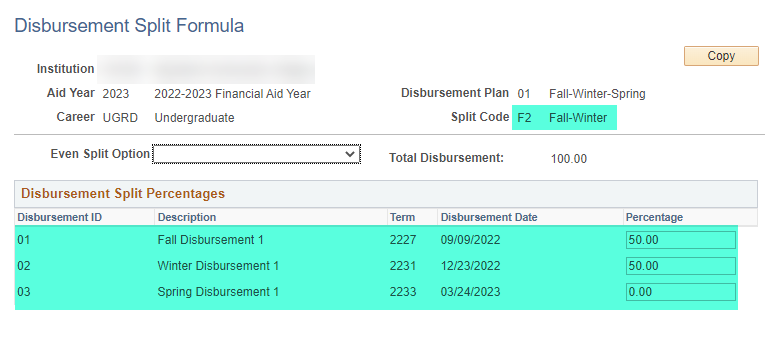 Disbursement Split Formula
Copy
Institution
Aid Year 2023 2022-2023 Financial Aid Year Disbursement Plan 01 Fall-Winter-Spring
Career UGRD Undergraduate Split Code F2 Fall-Winter
Even Split Option Total Disbursement: 100.00
Disbursement Split Percentages
Disbursement ID Description Term Disbursement Date Percentage
01 Fall Disbursement 1 2227 09/09/2022 50.00
02 Winter Disbursement 1 2231 12/23/2022 50.00
03 Spring Disbursement 1 2233 03/24/2023 0.00